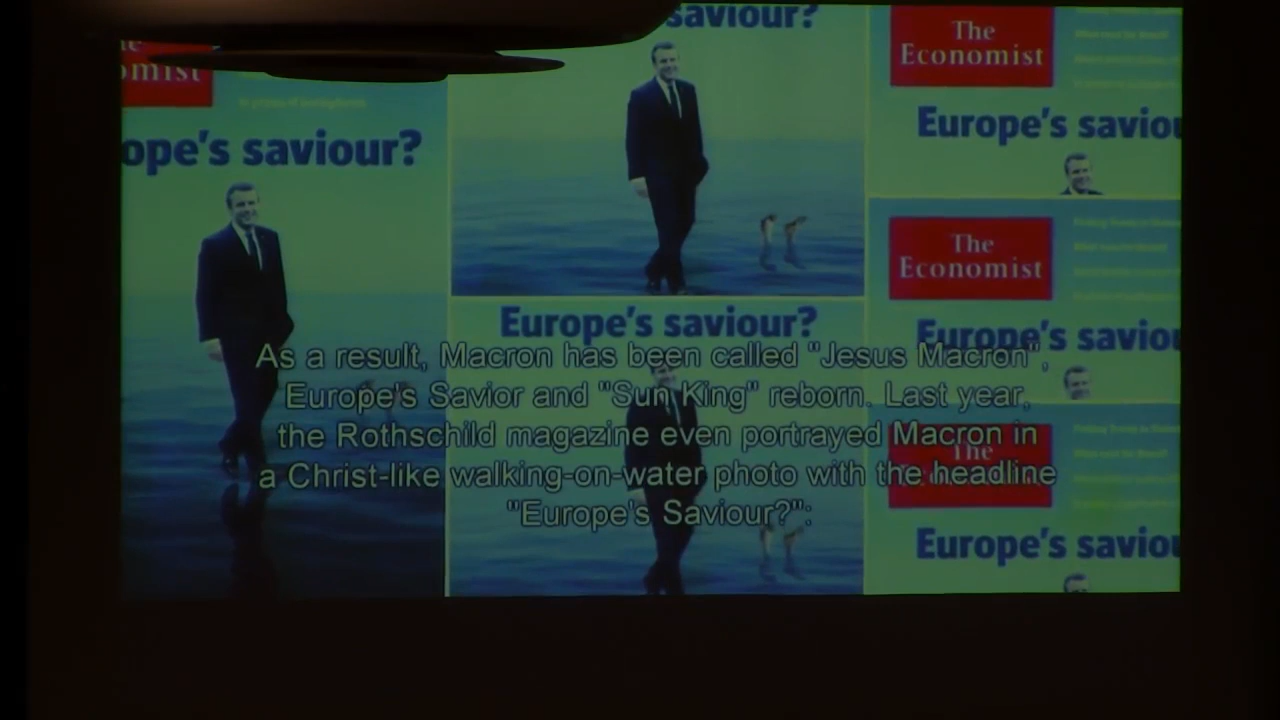 saviour?
The
Economist
omist
ope's saviour?
Europe's saviou
The
Economist
Europe's saviour?
Europe's saviou
As a result, Macron has been called "Jesus Macron",
Europe's Savior and "Sun King" reborn. Last year,
the Rothschild magazine even portrayed Macron in
a Christ-like walking-on-water photo with the headline
"Europe's Saviour?":
The
Europe's saviou